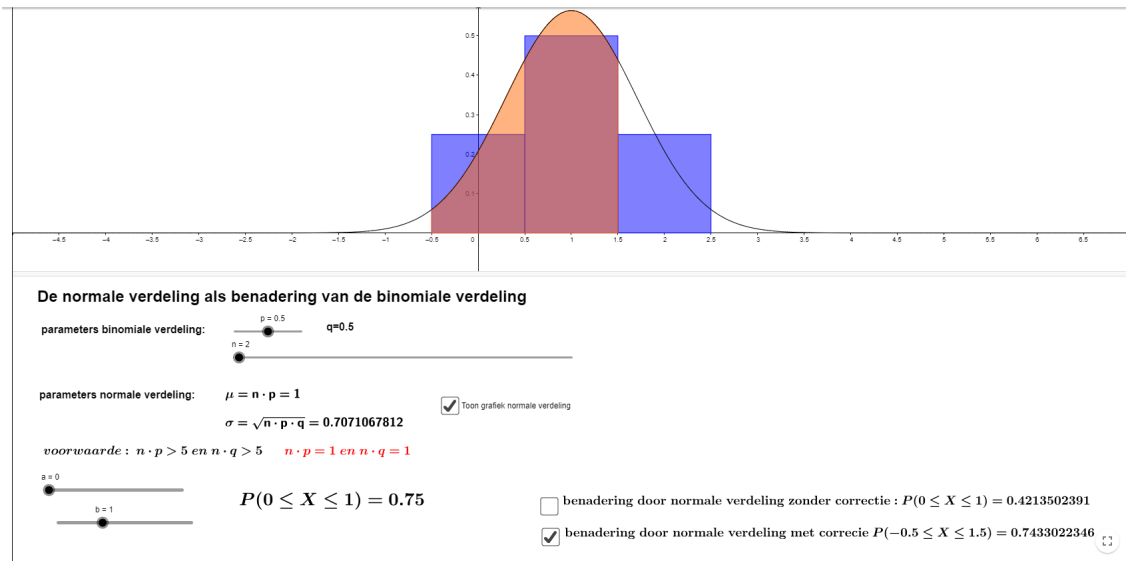 0.5
0.4
0.3
0.2
0.1
–4.5 –4 –3.5 –3 –2.5 –2 –1.5 –1 –0.5 0 0.5 1 1.5 2 2.5 3 3.5 4 4.5 5 5.5 6 6.5
De normale verdeling als benadering van de binomiale verdeling
p = 0.5
parameters binomiale verdeling: q=0.5
n = 2
parameters normale verdeling: μ = n · p = 1
Toon grafiek normale verdeling
σ = √n · p · q = 0.7071067812
voorwaarde : n · p > 5 en n · q > 5 n · p = 1 en n · q = 1
a = 0
P(0 ≤ X ≤ 1) = 0.75
b = 1
benadering door normale verdeling zonder correctie : P(0 ≤ X ≤ 1) = 0.4213502391
benadering door normale verdeling met correcie P(−0.5 ≤ X ≤ 1.5) = 0.7433022346